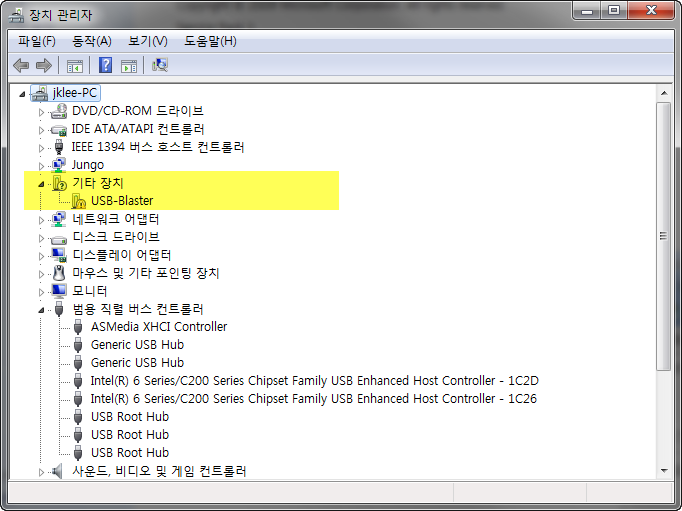 장치 관리자
파일(F) 동작(A) 보기(V) 도움말(H)
jklee-PC
DVD/CD-ROM 드라이브
IDE ATA/ATAPI 컨트롤러
IEEE 1394 버스 호스트 컨트롤러
Jungo
기타 장치
USB-Blaster
네트워크 어댑터
디스크 드라이브
디스플레이 어댑터
마우스 및 기타 포인팅 장치
모니터
범용 직렬 버스 컨트롤러
ASMedia XHCI Controller
Generic USB Hub
Generic USB Hub
Intel(R) 6 Series/C200 Series Chipset Family USB Enhanced Host Controller - 1C2D
Intel(R) 6 Series/C200 Series Chipset Family USB Enhanced Host Controller - 1C26
USB Root Hub
USB Root Hub
USB Root Hub
사운드, 비디오 및 게임 컨트롤러